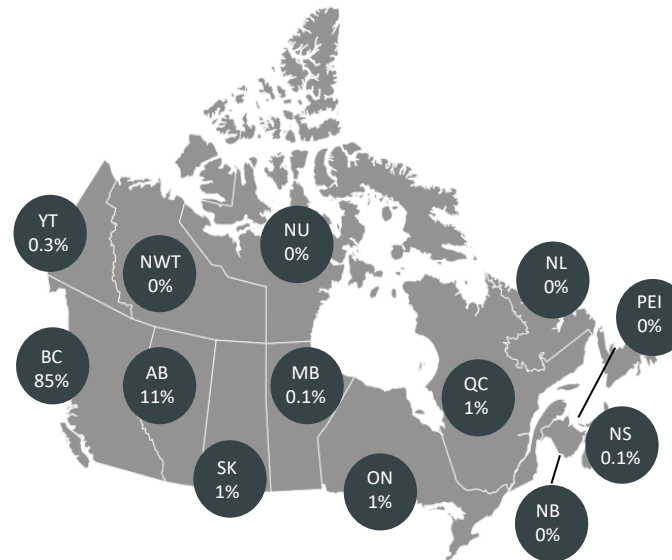 YT
0.3%
NWT
0%
NU
0%
NL
0%
PEI
0%
BC
85%
AB
11%
MB
0.1%
QC
1%
NS
0.1%
SK
1%
ON
1%
NB
0%